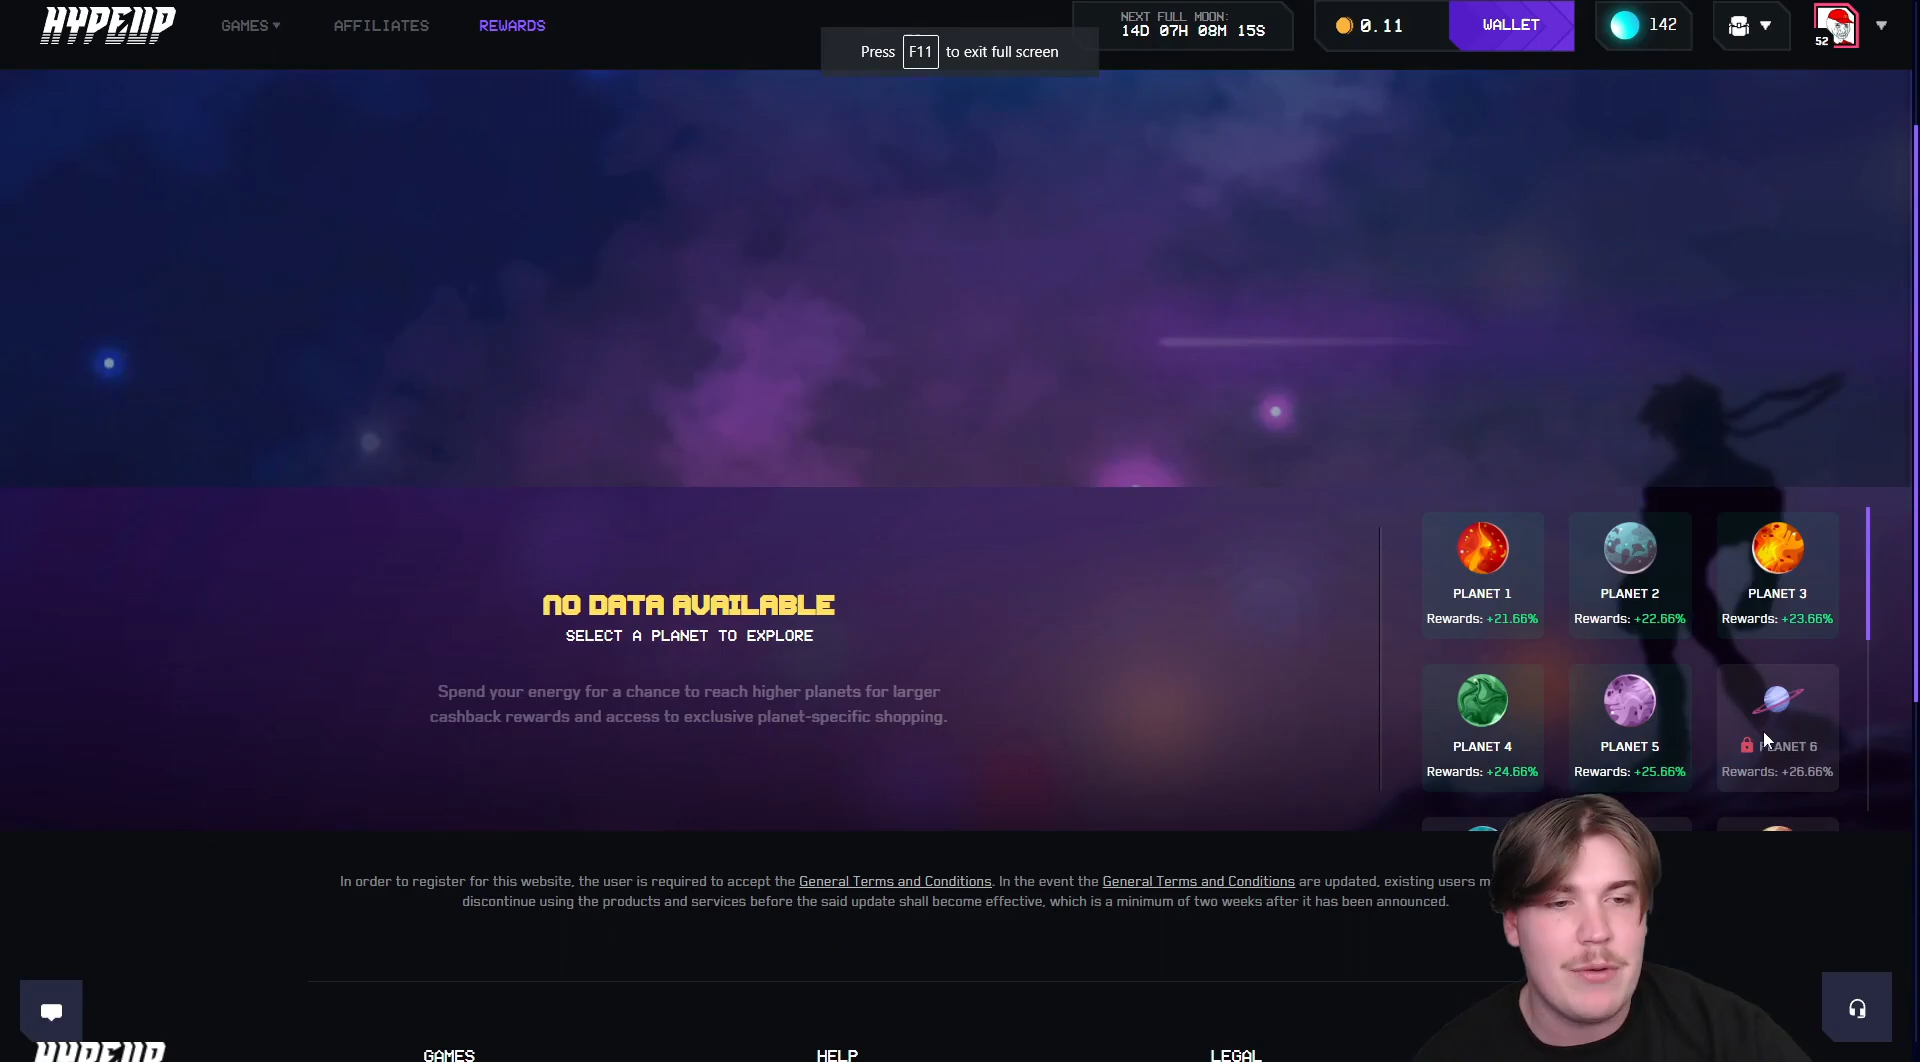 HYPEUP
GAMES
AFFILIATES
REWARDS
NEXT FULL MOON:
14D 07H 08M 15S
0.11
WALLET
142
52
Press F11 to exit full screen
PLANET 1
Rewards: +21.66%
PLANET 2
Rewards: +22.66%
PLANET 3
Rewards: +23.66%
NO DATA AVAILABLE
SELECT A PLANET TO EXPLORE
Spend your energy for a chance to reach higher planets for larger
cashback rewards and access to exclusive planet-specific shopping.
PLANET 4
Rewards: +24.66%
PLANET 5
Rewards: +25.66%
PLANET 6
Rewards: +26.66%
In order to register for this website, the user is required to accept the General Terms and Conditions. In the event the General Terms and Conditions are updated, existing users
discontinue using the products and services before the said update shall become effective, which is a minimum of two weeks after it has been announced.
HYPEUP
GAMES
HELP
LEGAL